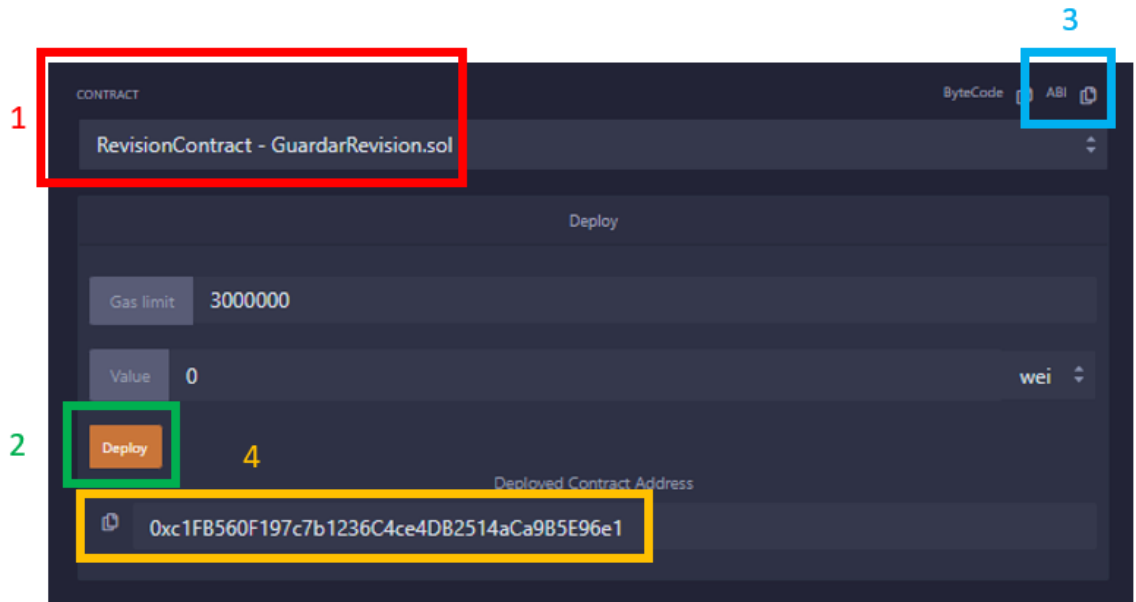 3
1
CONTRACT
ByteCode ABI
RevisionContract - GuardarRevision.sol
Deploy
Gas limit 3000000
Value 0 wei
2
Deploy
4
Deployed Contract Address
0xc1FB560F197c7b1236C4ce4DB2514aCa9B5E96e1